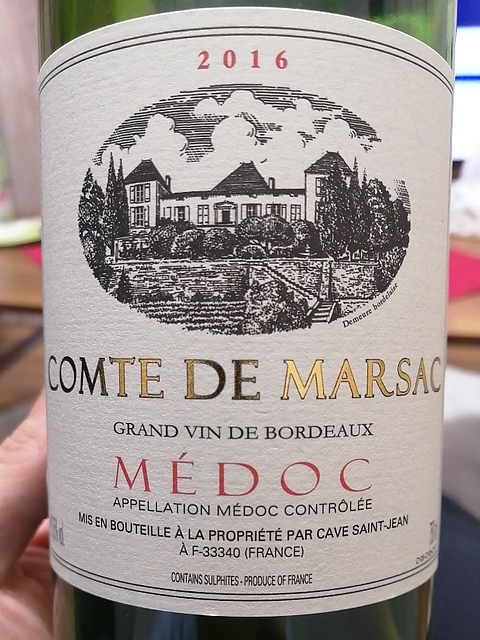 2016
Demeure bordelaise
COMTE DE MARSAC
GRAND VIN DE BORDEAUX
MÉDOC
APPELLATION MÉDOC CONTRÔLÉE
MIS EN BOUTEILLE À LA PROPRIÉTÉ PAR CAVE SAINT-JEAN
À F-33340 (FRANCE)
CONTAINS SULPHITES - PRODUCE OF FRANCE